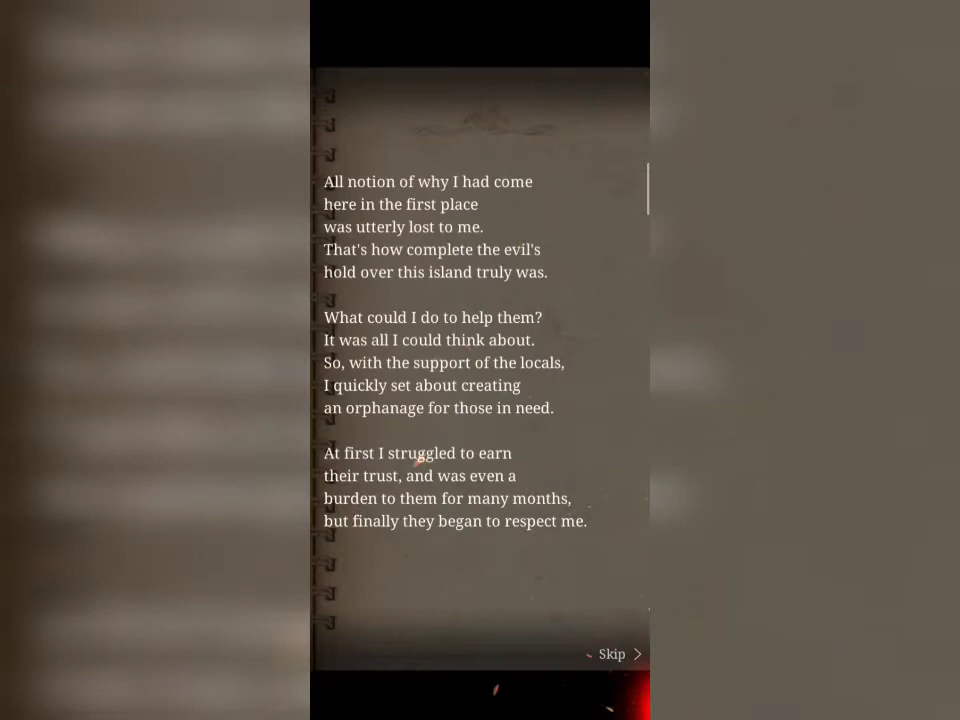 All notion of why I had come
here in the first place
was utterly lost to me.
That's how complete the evil's
hold over this island truly was.
What could I do to help them?
It was all I could think about.
So, with the support of the locals,
I quickly set about creating
an orphanage for those in need.
At first I struggled to earn
their trust, and was even a
burden to them for many months,
but finally they began to respect me.
Skip